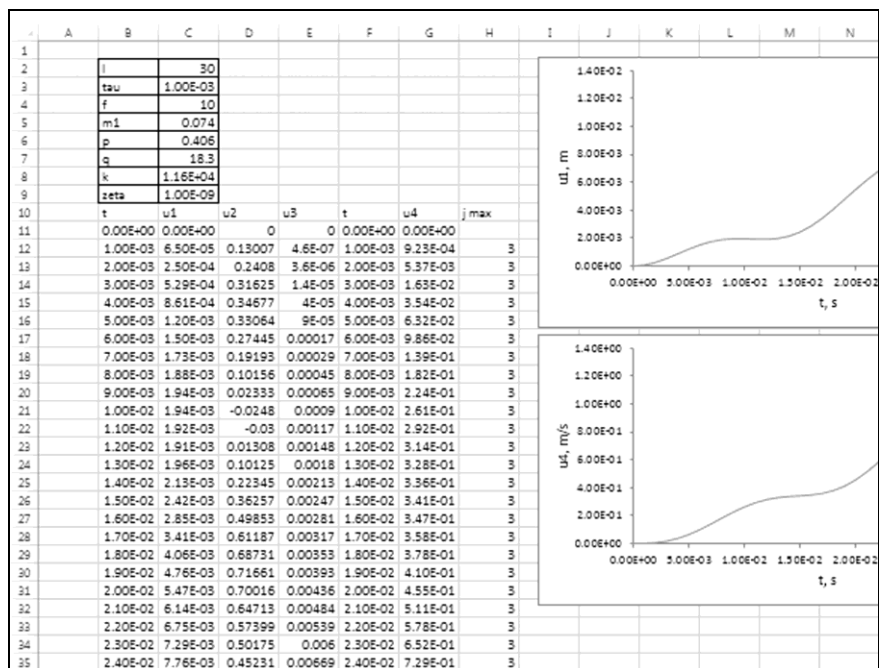 A B C D E F G H I J K L M N
1
2 l 30
3 tau 1.00E-03
4 f 10
5 m1 0.074
6 p 0.406
7 q 18.3
8 k 1.16E+04
9 zeta 1.00E-09
10 t u1 u2 u3 t u4 j max
11 0.00E+00 0.00E+00 0 0 0.00E+00 0.00E+00
12 1.00E-03 6.50E-05 0.13007 4.6E-07 1.00E-03 9.23E-04 3
13 2.00E-03 2.50E-04 0.2408 3.6E-06 2.00E-03 5.37E-03 3
14 3.00E-03 5.29E-04 0.31625 1.4E-05 3.00E-03 1.63E-02 3
15 4.00E-03 8.61E-04 0.34677 4E-05 4.00E-03 3.54E-02 3
16 5.00E-03 1.20E-03 0.33064 9E-05 5.00E-03 6.32E-02 3
17 6.00E-03 1.50E-03 0.27445 0.00017 6.00E-03 9.86E-02 3
18 7.00E-03 1.73E-03 0.19193 0.00029 7.00E-03 1.39E-01 3
19 8.00E-03 1.88E-03 0.10156 0.00045 8.00E-03 1.82E-01 3
20 9.00E-03 1.94E-03 0.02333 0.00065 9.00E-03 2.24E-01 3
21 1.00E-02 1.94E-03 -0.0248 0.0009 1.00E-02 2.61E-01 3
22 1.10E-02 1.92E-03 -0.03 0.00117 1.10E-02 2.92E-01 3
23 1.20E-02 1.91E-03 0.01308 0.00148 1.20E-02 3.14E-01 3
24 1.30E-02 1.96E-03 0.10125 0.0018 1.30E-02 3.28E-01 3
25 1.40E-02 2.13E-03 0.22345 0.00213 1.40E-02 3.36E-01 3
26 1.50E-02 2.42E-03 0.36257 0.00247 1.50E-02 3.41E-01 3
27 1.60E-02 2.85E-03 0.49853 0.00281 1.60E-02 3.47E-01 3
28 1.70E-02 3.41E-03 0.61187 0.00317 1.70E-02 3.58E-01 3
29 1.80E-02 4.06E-03 0.68731 0.00353 1.80E-02 3.78E-01 3
30 1.90E-02 4.76E-03 0.71661 0.00393 1.90E-02 4.10E-01 3
31 2.00E-02 5.47E-03 0.70016 0.00436 2.00E-02 4.55E-01 3
32 2.10E-02 6.14E-03 0.64713 0.00484 2.10E-02 5.11E-01 3
33 2.20E-02 6.75E-03 0.57399 0.00539 2.20E-02 5.78E-01 3
34 2.30E-02 7.29E-03 0.50175 0.006 2.30E-02 6.52E-01 3
35 2.40E-02 7.76E-03 0.45231 0.00669 2.40E-02 7.29E-01 3
1.40E-02
1.20E-02
1.00E-02
8.00E-03
6.00E-03
4.00E-03
2.00E-03
0.00E+00
u1, m
0.00E+00 5.00E-03 1.00E-02 1.50E-02 2.00E-0
t, s
1.40E+00
1.20E+00
1.00E+00
8.00E-01
6.00E-01
4.00E-01
2.00E-01
0.00E+00
u4, m/s
0.00E+00 5.00E-03 1.00E-02 1.50E-02 2.00E-0
t, s